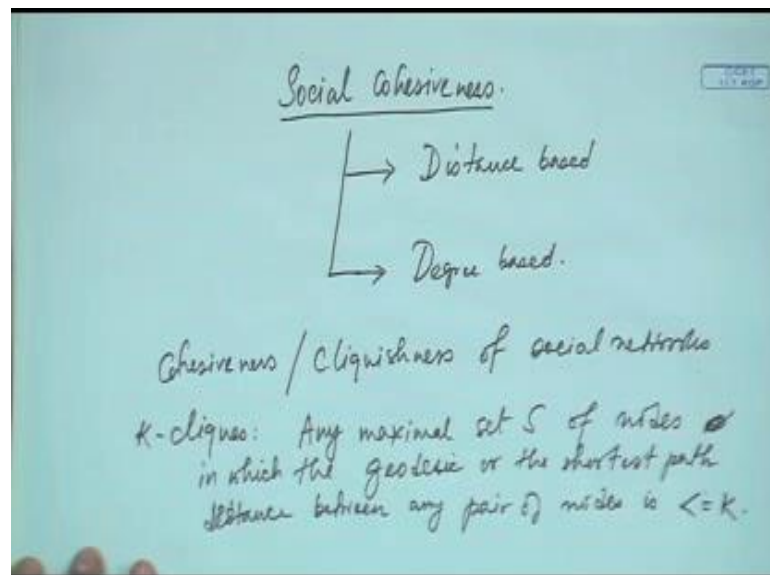 Social Cohesiveness.
→ Distance based
→ Degree based.
Cohesiveness / Cliquishness of social networks
K-cliques: Any maximal set S of nodes
in which the geodesic or the shortest path
distance between any pair of nodes is <= K.